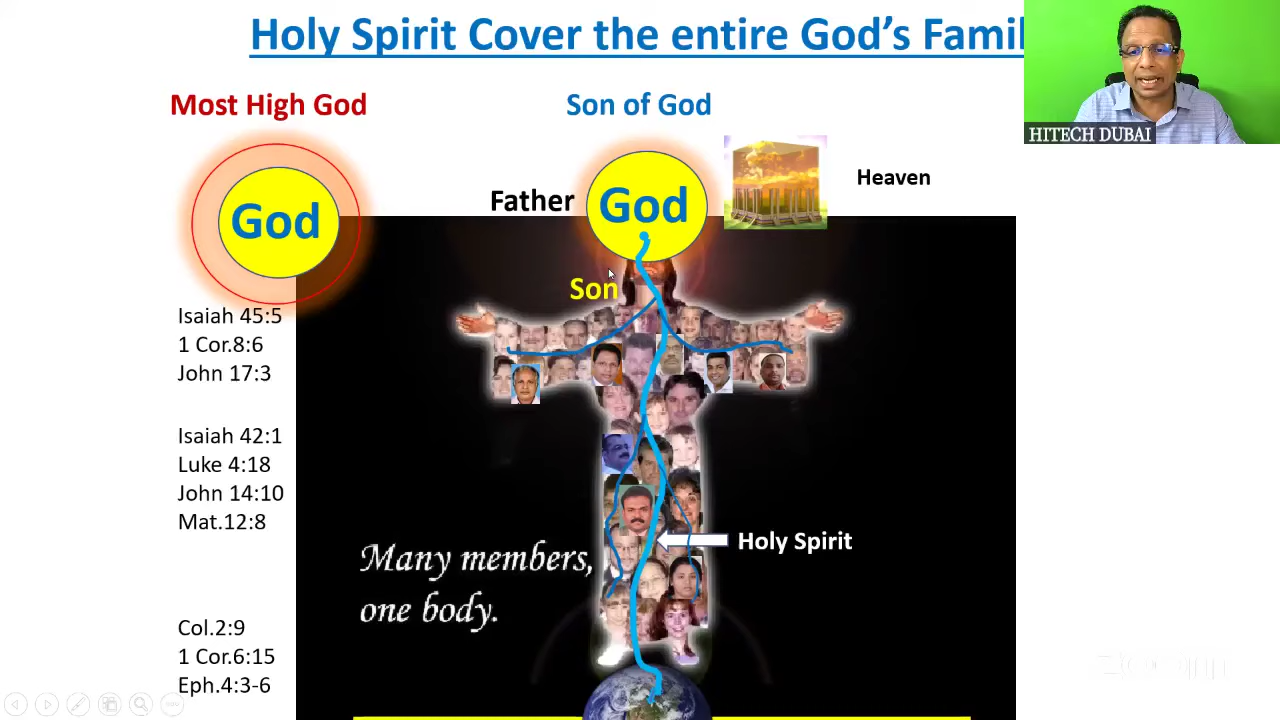 Holy Spirit Cover the entire God's Famil
HITECH DUBAI
Most High God
Son of God
God
Father
God
Heaven
Son
Isaiah 45:5
1 Cor.8:6
John 17:3
Isaiah 42:1
Luke 4:18
John 14:10
Mat.12:8
Holy Spirit
Many members,
one body.
Col.2:9
1 Cor.6:15
Eph.4:3-6